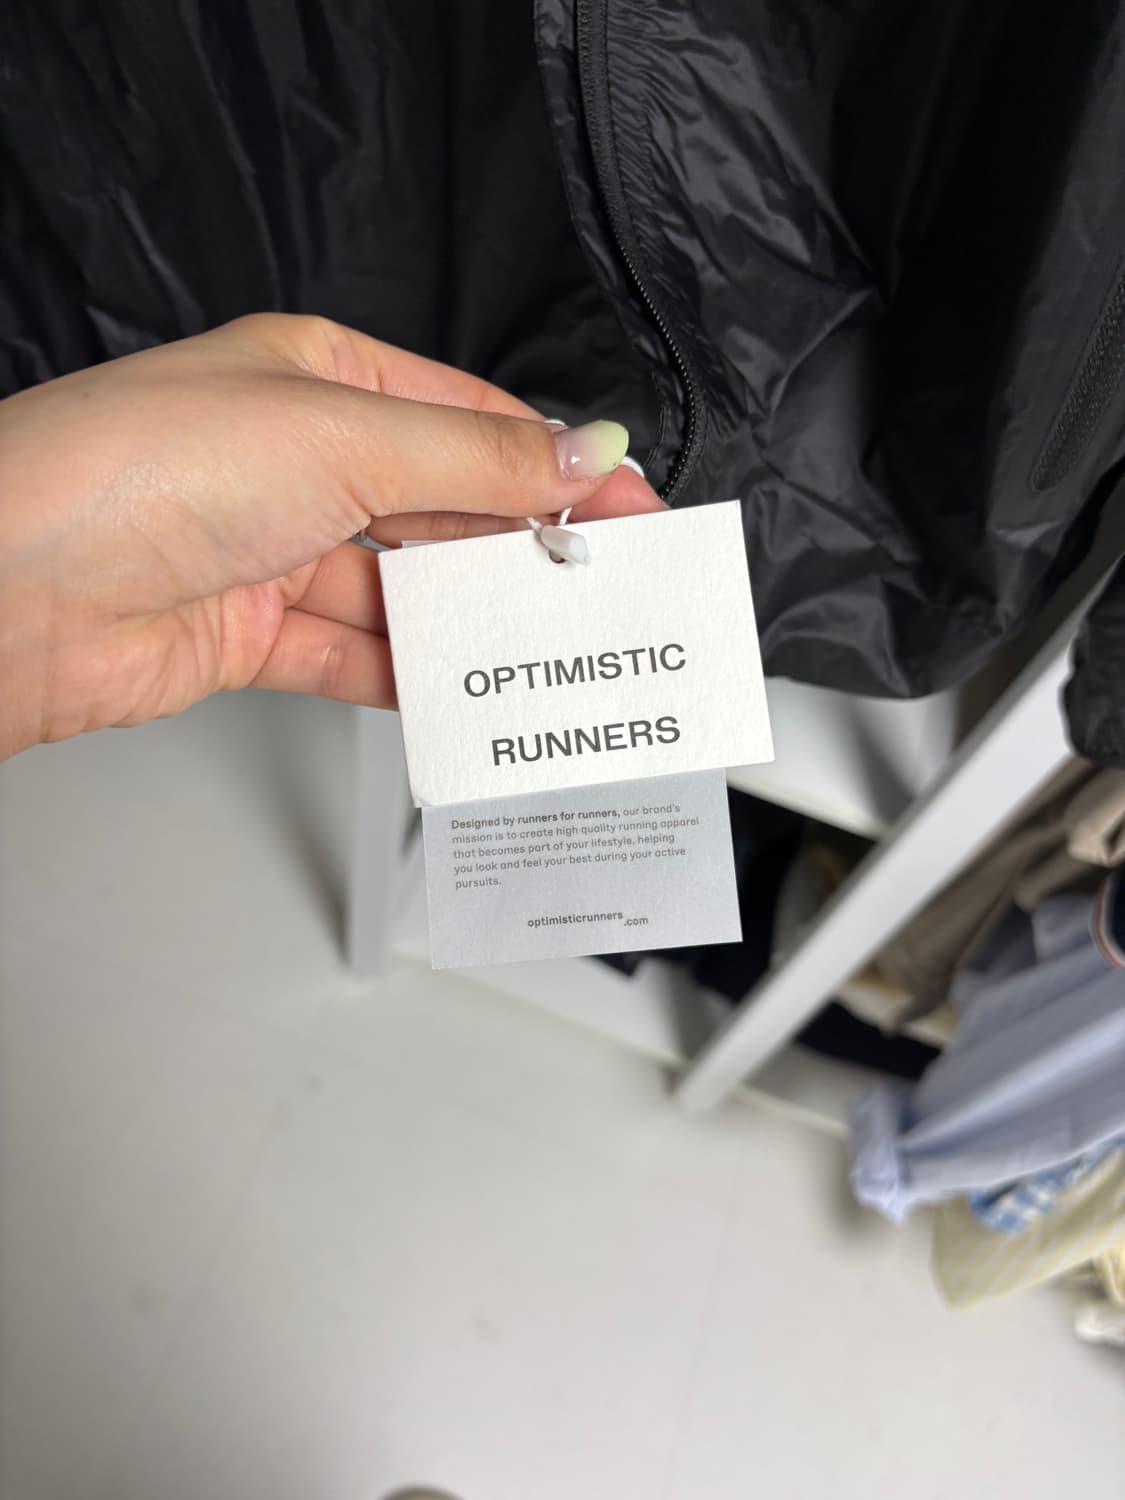 OPTIMISTIC
RUNNERS
Designed by runners for runners, our brand's
mission is to create high quality running apparel
that becomes part of your lifestyle, helping
you look and feel your best during your active
pursuits.
optimisticrunners.com